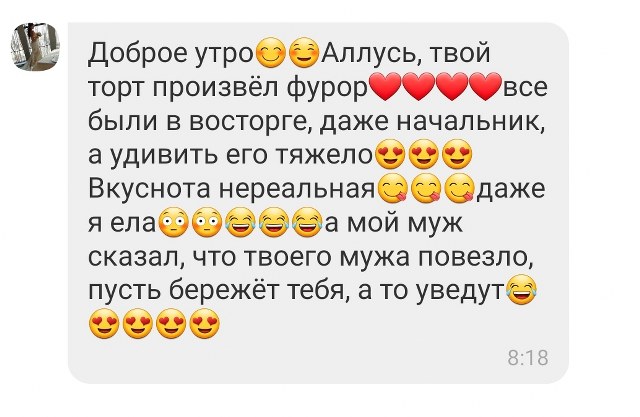 Доброе утро😊☺️Аллусь, твой
торт произвёл фурор❤️❤️❤️❤️все
были в восторге, даже начальник,
а удивить его тяжело😍😍😍
Вкуснота нереальная😋😋😋даже
я ела😳😳😂😂😂а мой муж
сказал, что твоего мужа повезло,
пусть бережёт тебя, а то уведут😂
😍😍😍😍
8:18